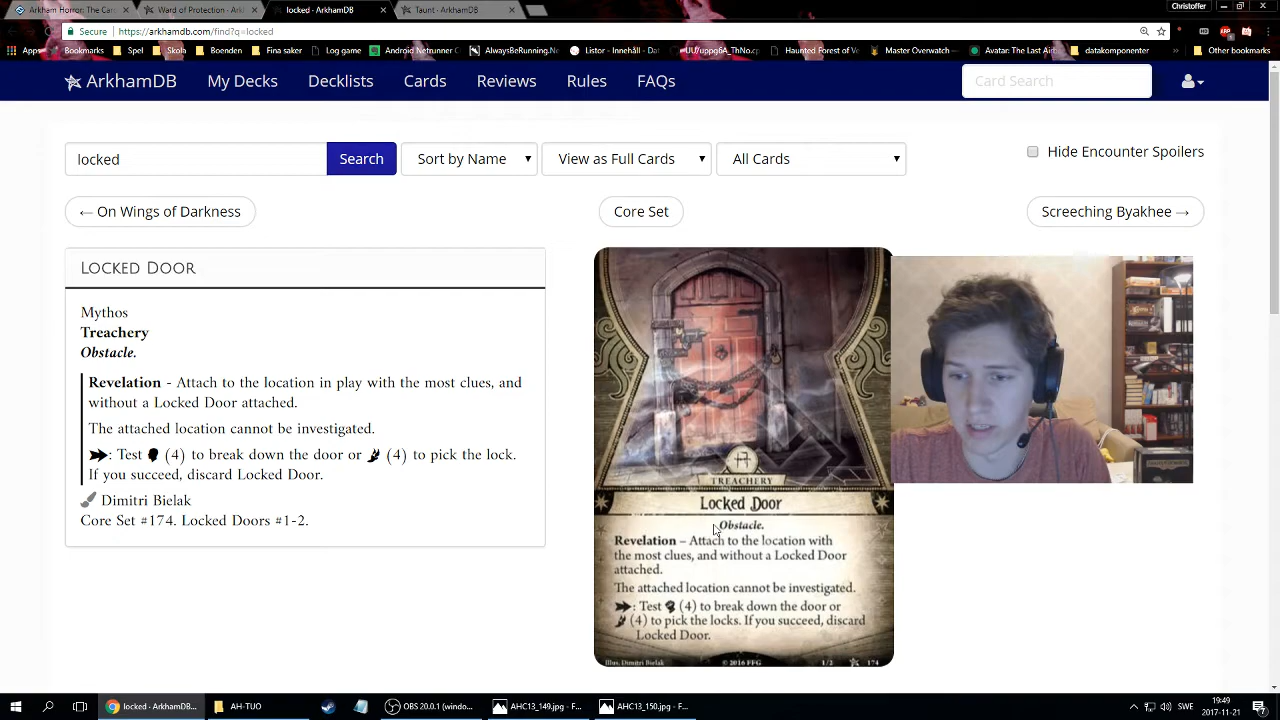 Arkham Horror: The Car
Ward of Protection · Ark
locked · ArkhamDB
Taunt · ArkhamDB
Christoffer
Secure
https://arkhamdb.com/find?q=locked
Apps
Bookmarks
Spel
Skola
Boenden
Fina saker
Log game
Android Netrunner C
AlwaysBeRunning.Ne
Listor - Innehåll - Dat
Haunted Forest of Ve
Master Overwatch —
Avatar: The Last Airb
datakomponenter
Other bookmarks
ArkhamDB
My Decks
Decklists
Cards
Reviews
Rules
FAQs
Card Search
locked
Search
Sort by Name
View as Full Cards
All Cards
Hide Encounter Spoilers
← On Wings of Darkness
Core Set
Screeching Byakhee →
LOCKED DOOR
Mythos
Treachery
Obstacle.
Revelation - Attach to the location in play with the most clues, and
without a Locked Door attached.
The attached location cannot be investigated.
: Test (4) to break down the door or (4) to pick the lock.
If you succeed, discard Locked Door.
Dimitri Bielak
Core Set #174. Locked Doors #1-2.
TREACHERY
Locked Door
Obstacle.
Revelation – Attach to the location with
the most clues, and without a Locked Door
attached.
The attached location cannot be investigated.
: Test (4) to break down the door or
(4) to pick the locks. If you succeed, discard
Locked Door.
Illus. Dimitri Bielak
© 2016 FFG
1/2
174
locked - ArkhamDB...
AH-TUO
OBS 20.0.1 (windo...
AHC13_149.jpg - F...
AHC13_150.jpg - F...
SWE
19:49
2017-11-21